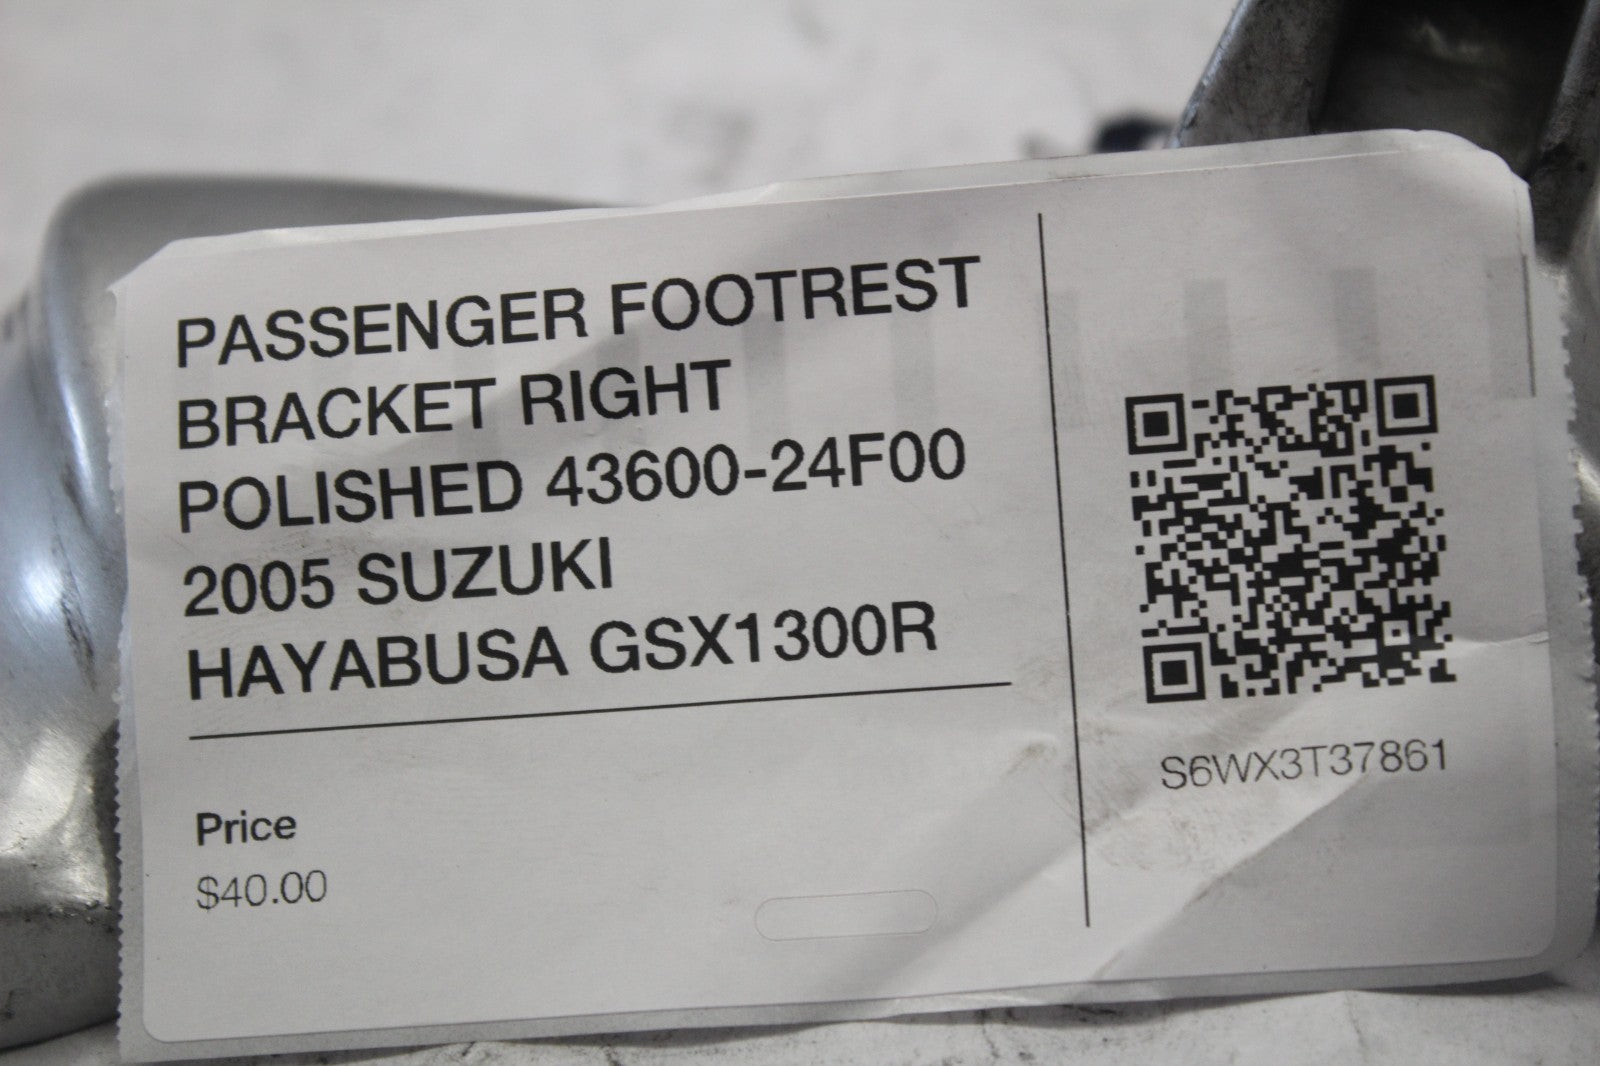 PASSENGER FOOTREST
BRACKET RIGHT
POLISHED 43600-24F00
2005 SUZUKI
HAYABUSA GSX1300R
Price
$40.00
S6WX3T37861